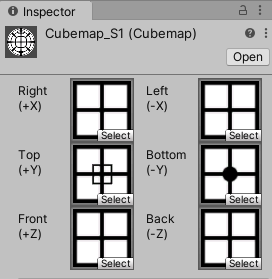 Inspector
Cubemap_S1 (Cubemap)
Open
Right
(+X)
Select
Left
(-X)
Select
Top
(+Y)
Select
Bottom
(-Y)
Select
Front
(+Z)
Select
Back
(-Z)
Select